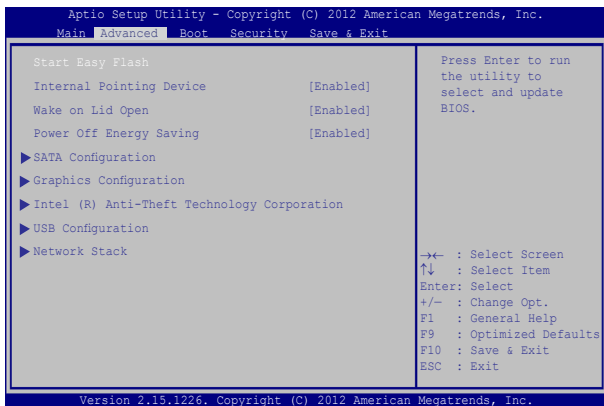 Aptio Setup Utility - Copyright (C) 2012 American Megatrends, Inc.
Main Advanced Boot Security Save & Exit
Start Easy Flash
Internal Pointing Device [Enabled]
Wake on Lid Open [Enabled]
Power Off Energy Saving [Enabled]
SATA Configuration
Graphics Configuration
Intel (R) Anti-Theft Technology Corporation
USB Configuration
Network Stack
Press Enter to run
the utility to
select and update
BIOS.
→← : Select Screen
↑↓ : Select Item
Enter: Select
+/— : Change Opt.
F1 : General Help
F9 : Optimized Defaults
F10 : Save & Exit
ESC : Exit
Version 2.15.1226. Copyright (C) 2012 American Megatrends, Inc.